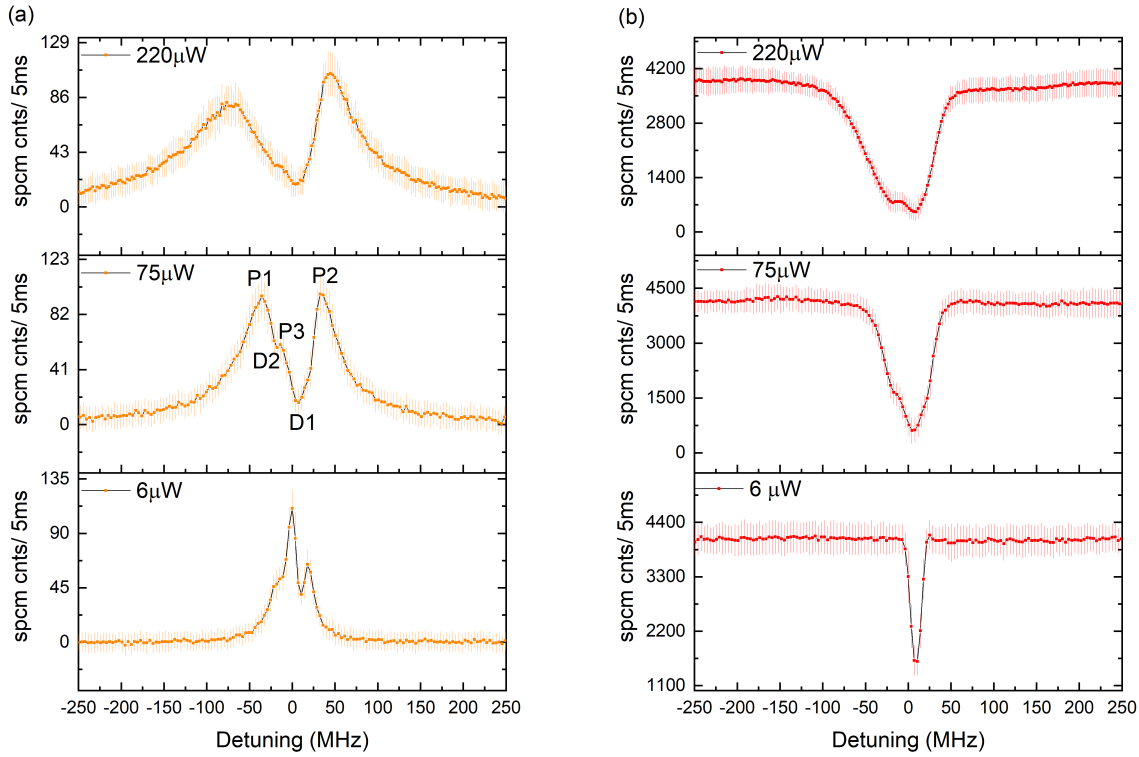 (a)
220μW
129
86
43
0
spcm cnts/ 5ms
75μW
P1
P2
P3
D2
D1
123
82
41
0
spcm cnts/ 5ms
6μW
135
90
45
0
spcm cnts/ 5ms
-250 -200 -150 -100 -50 0 50 100 150 200 250
Detuning (MHz)
(b)
220μW
4200
2800
1400
0
spcm cnts/ 5ms
75μW
4500
3000
1500
0
spcm cnts/ 5ms
6 μW
4400
3300
2200
1100
spcm cnts/ 5ms
-250 -200 -150 -100 -50 0 50 100 150 200 250
Detuning (MHz)